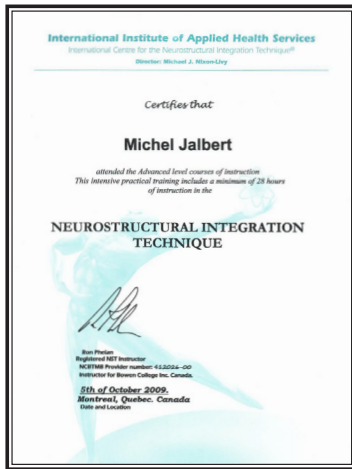 International Institute of Applied Health Services
International Centre for the Neurostructural Integration Technique®
Director: Michael J. Nixon-Livy
Certifies that
Michel Jalbert
attended the Advanced level courses of instruction
This intensive practical training includes a minimum of 28 hours
of instruction in the
NEUROSTRUCTURAL INTEGRATION
TECHNIQUE
Ron Phelan
Registered NST Instructor
NCBTMB Provider number: 412026-00
Instructor for Bowen College Inc. Canada.
5th of October 2009.
Montreal, Quebec. Canada
Date and Location